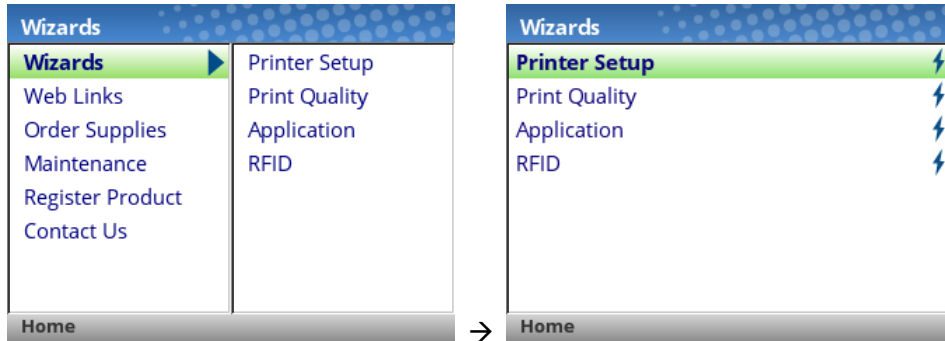 Wizards
Wizards
Web Links
Order Supplies
Maintenance
Register Product
Contact Us
Printer Setup
Print Quality
Application
RFID
Home
→
Wizards
Printer Setup
Print Quality
Application
RFID
Home